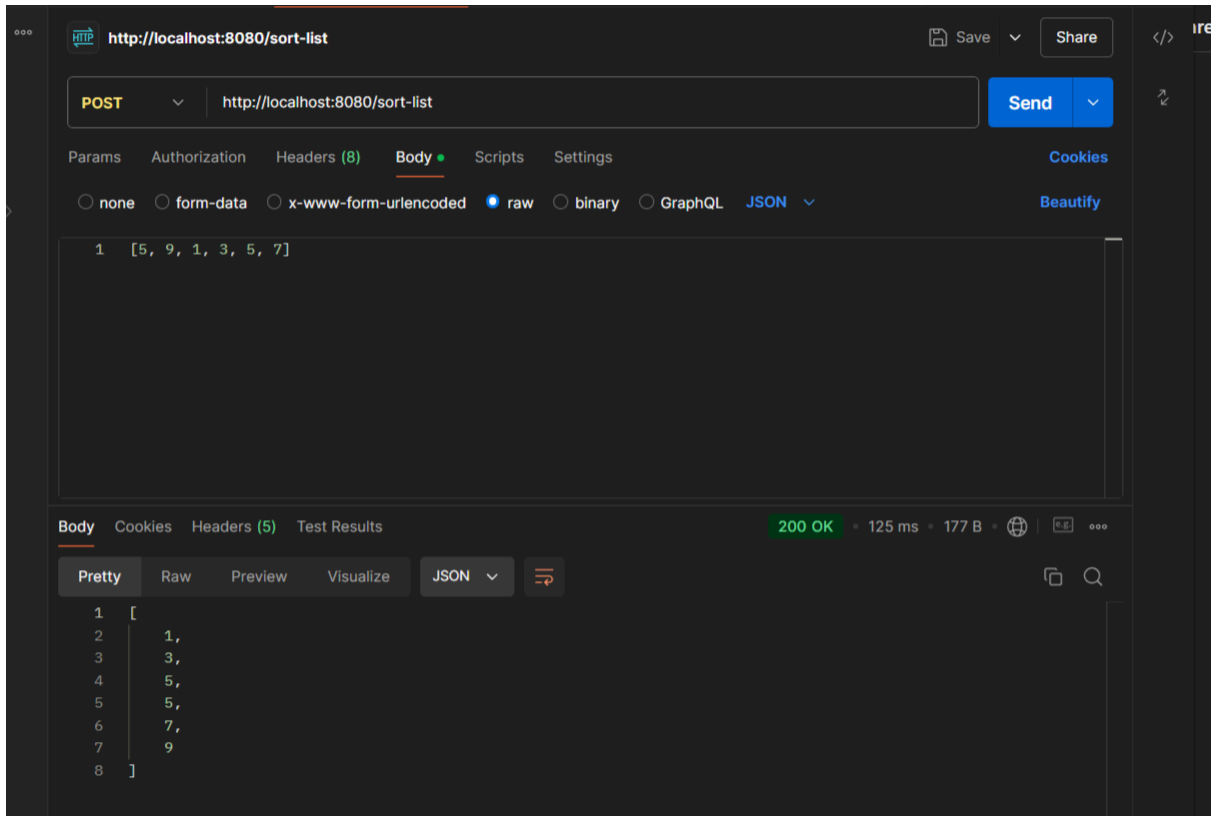 HTTP http://localhost:8080/sort-list Save Share </> re
POST http://localhost:8080/sort-list Send
Params Authorization Headers (8) Body Scripts Settings Cookies
none form-data x-www-form-urlencoded raw binary GraphQL JSON Beautify
1 [5, 9, 1, 3, 5, 7]
Body Cookies Headers (5) Test Results 200 OK • 125 ms • 177 B • e.g.
Pretty Raw Preview Visualize JSON
1 [
2 1,
3 3,
4 5,
5 5,
6 7,
7 9
8 ]